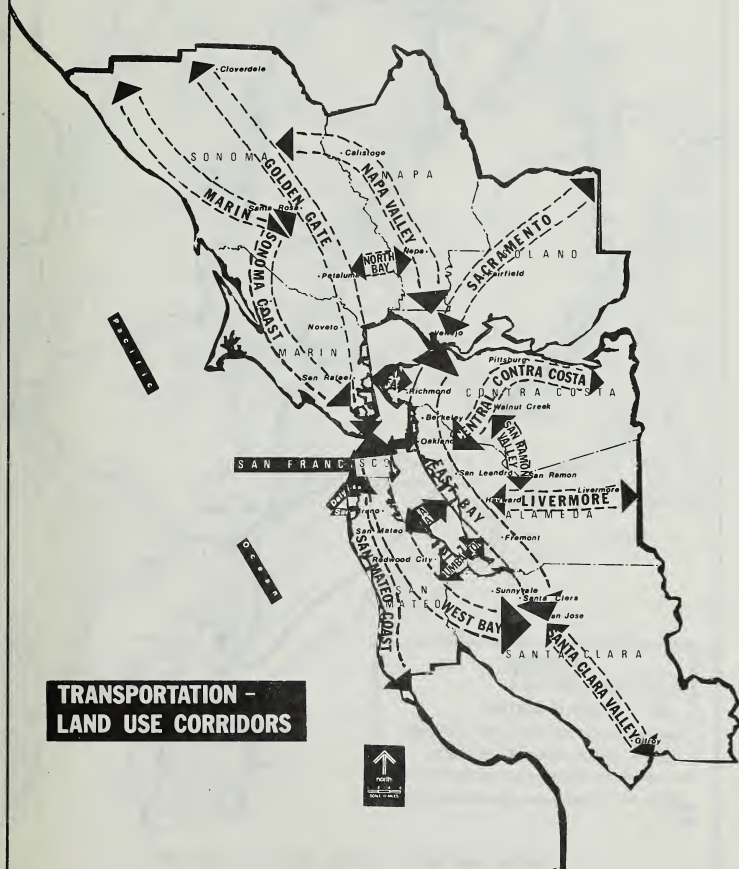 Cloverdale
SONOMA
GOLDEN GATE
Calistoga
NAPA
NAPA VALLEY
MARIN -
SONOMA COAST
Santa Rosa
SACRAMENTO
SOLANO
Fairfield
Napa
NORTH
BAY
Petaluma
Vallejo
Novato
MARIN
San Rafael
Pacific
Pittsburg
CENTRAL CONTRA COSTA
CONTRA COSTA
Richmond
Walnut Creek
Berkeley
Oakland
SAN RAMON
VALLEY
SAN FRANCISCO
EAST BAY
San Leandro
San Ramon
Livermore
Hayward
LIVERMORE
ALAMEDA
Bruno
San Mateo
Fremont
Redwood City
Ocean
SAN MATEO COAST
SAN
MATEO
Sunnyvale
Santa Clara
San Jose
WEST BAY
SANTA CLARA
SANTA CLARA VALLEY
Gilroy
TRANSPORTATION -
LAND USE CORRIDORS
north
SCALE IN MILES